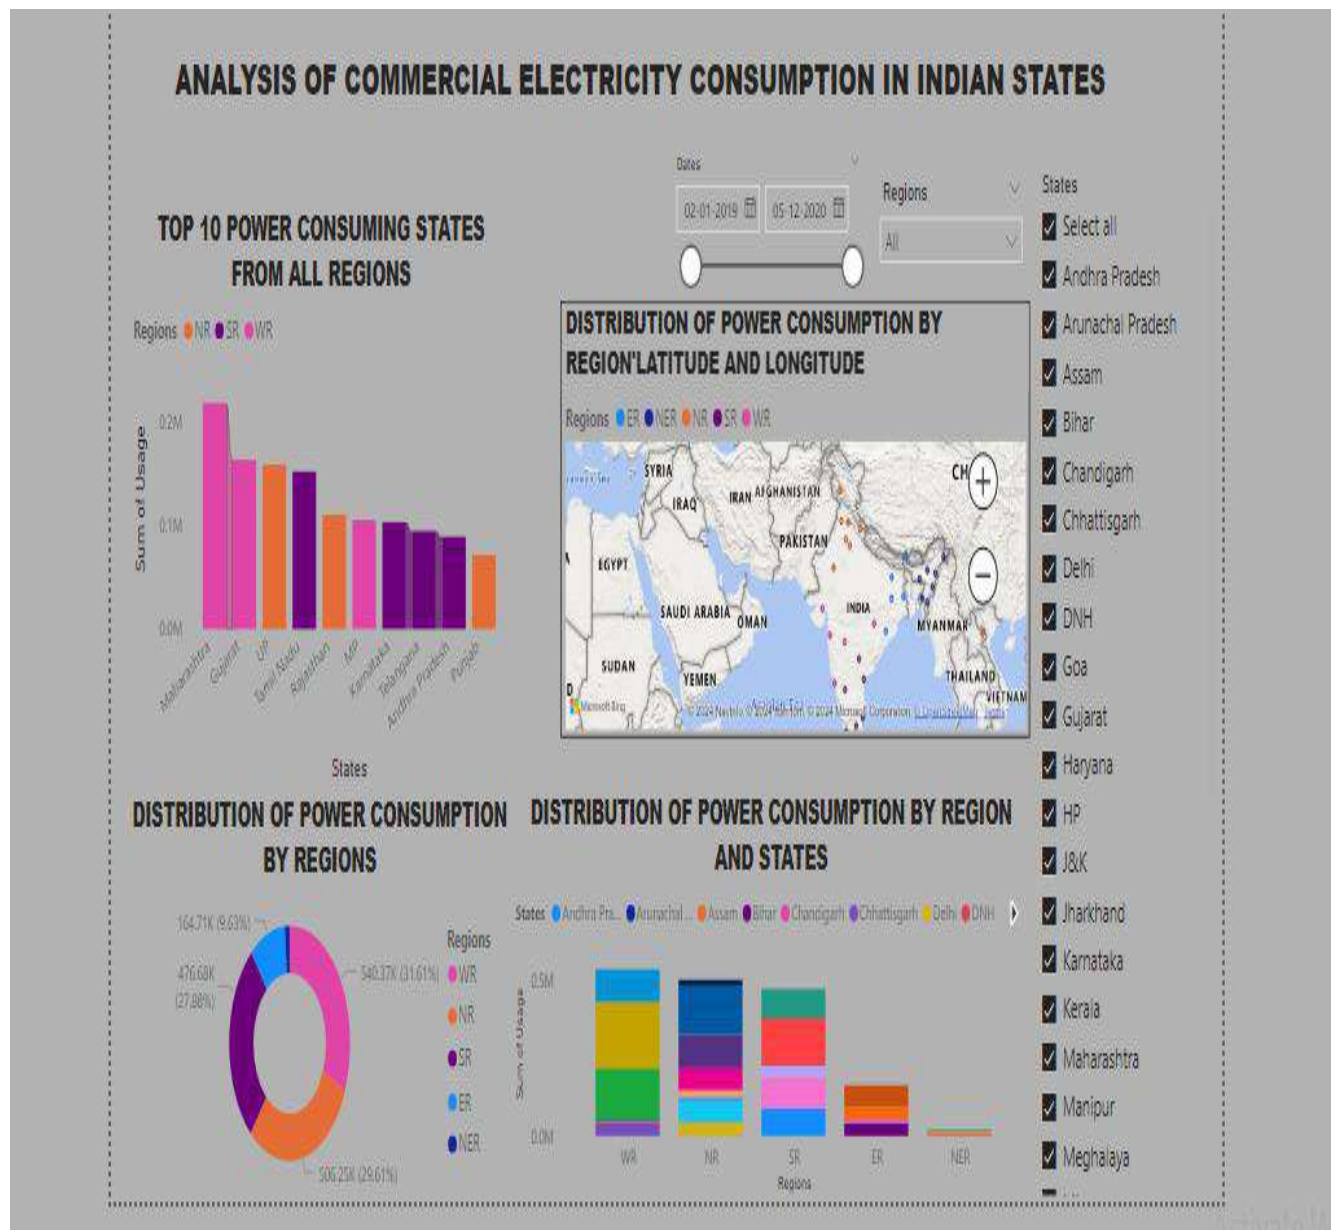 ANALYSIS OF COMMERCIAL ELECTRICITY CONSUMPTION IN INDIAN STATES
Dates
02-01-2019
05-12-2020
Regions
All
States
Select all
Andhra Pradesh
Arunachal Pradesh
Assam
Bihar
Chandigarh
Chhattisgarh
Delhi
DNH
Goa
Gujarat
Haryana
HP
J&K
Jharkhand
Karnataka
Kerala
Maharashtra
Manipur
Meghalaya
TOP 10 POWER CONSUMING STATES
FROM ALL REGIONS
Regions NR SR WR
Sum of Usage
0.2M
0.1M
0.0M
Maharashtra
Gujarat
UP
Tamil Nadu
Rajasthan
MP
Karnataka
Telangana
Andhra Pradesh
Punjab
States
DISTRIBUTION OF POWER CONSUMPTION BY
REGION'LATITUDE AND LONGITUDE
Regions ER NER NR SR WR
SYRIA
IRAQ
IRAN
AFGHANISTAN
CH
PAKISTAN
EGYPT
SAUDI ARABIA
OMAN
INDIA
MYANMAR
SUDAN
YEMEN
THAILAND
VIETNAM
D
Microsoft Bing
© 2024 TomTom, © 2024 Microsoft Corporation
DISTRIBUTION OF POWER CONSUMPTION
BY REGIONS
164.71K (9.63%)
476.68K
(27.88%)
540.37K (31.61%)
506.25K (29.61%)
Regions
WR
NR
SR
ER
NER
DISTRIBUTION OF POWER CONSUMPTION BY REGION
AND STATES
States Andhra Pra... Arunachal ... Assam Bihar Chandigarh Chhattisgarh Delhi DNH
Sum of Usage
0.5M
0.0M
WR
NR
SR
ER
NER
Regions